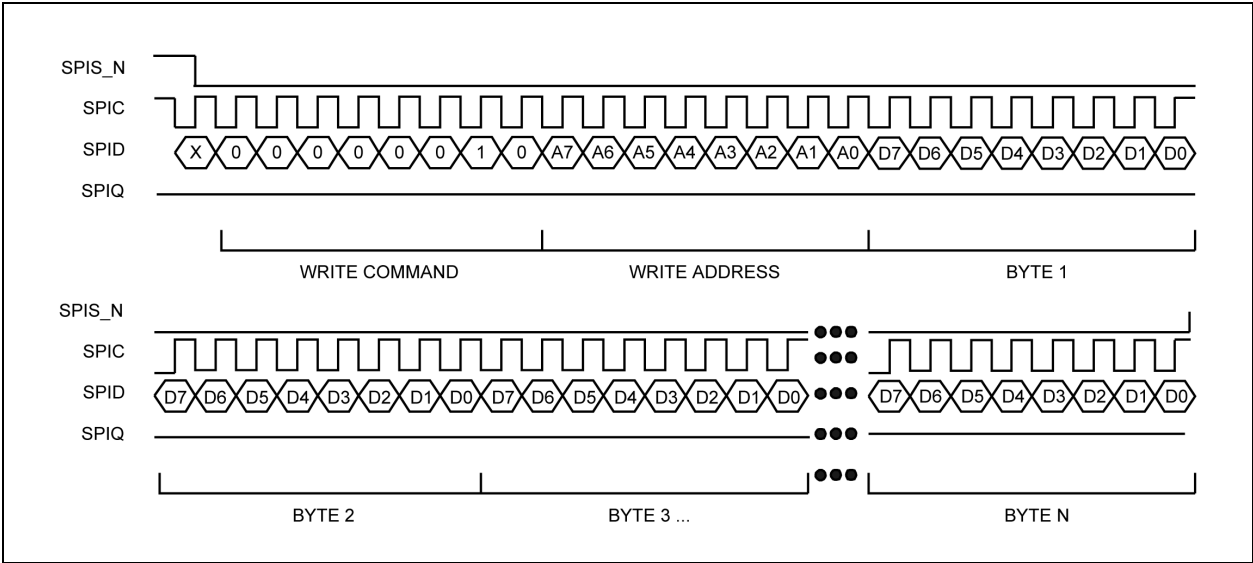 SPIS_N
SPIC
SPID X 0 0 0 0 0 0 1 0 A7 A6 A5 A4 A3 A2 A1 A0 D7 D6 D5 D4 D3 D2 D1 D0
SPIQ
WRITE COMMAND WRITE ADDRESS BYTE 1
SPIS_N
SPIC
SPID D7 D6 D5 D4 D3 D2 D1 D0 D7 D6 D5 D4 D3 D2 D1 D0 D7 D6 D5 D4 D3 D2 D1 D0
SPIQ
BYTE 2 BYTE 3 ... BYTE N